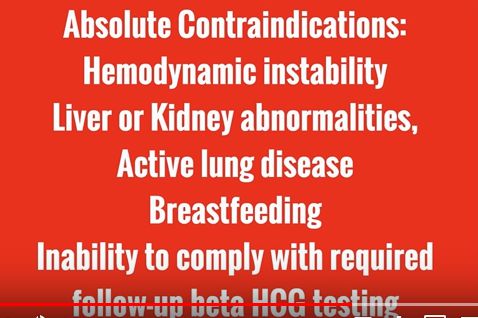 Absolute Contraindications:
Hemodynamic instability
Liver or Kidney abnormalities,
Active lung disease
Breastfeeding
Inability to comply with required
follow-up beta HCG testing